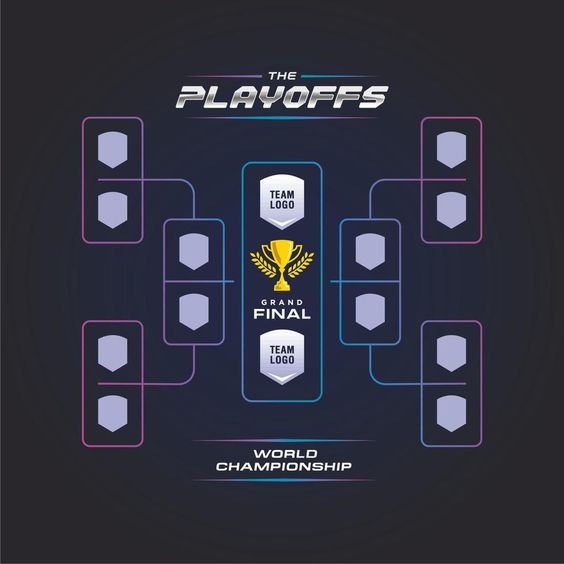 THE
PLAYOFFS
TEAM
LOGO
GRAND
FINAL
TEAM
LOGO
WORLD
CHAMPIONSHIP